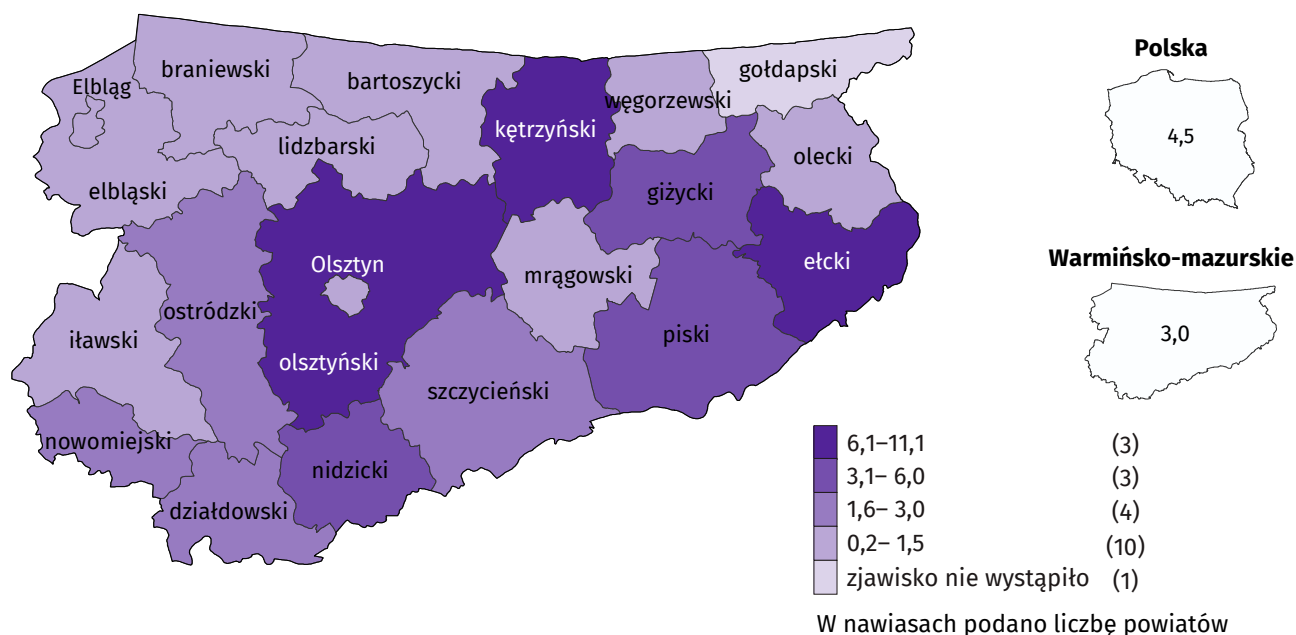 Elbląg
braniewski
bartoszycki
gołdapski
węgorzewski
kętrzyński
lidzbarski
olecki
elbląski
giżycki
Olsztyn
mrągowski
ełcki
ostródzki
iławski
olsztyński
piski
szczycieński
nowomiejski
nidzicki
działdowski
Polska
4,5
Warmińsko-mazurskie
3,0
6,1–11,1 (3)
3,1– 6,0 (3)
1,6– 3,0 (4)
0,2– 1,5 (10)
zjawisko nie wystąpiło (1)
W nawiasach podano liczbę powiatów